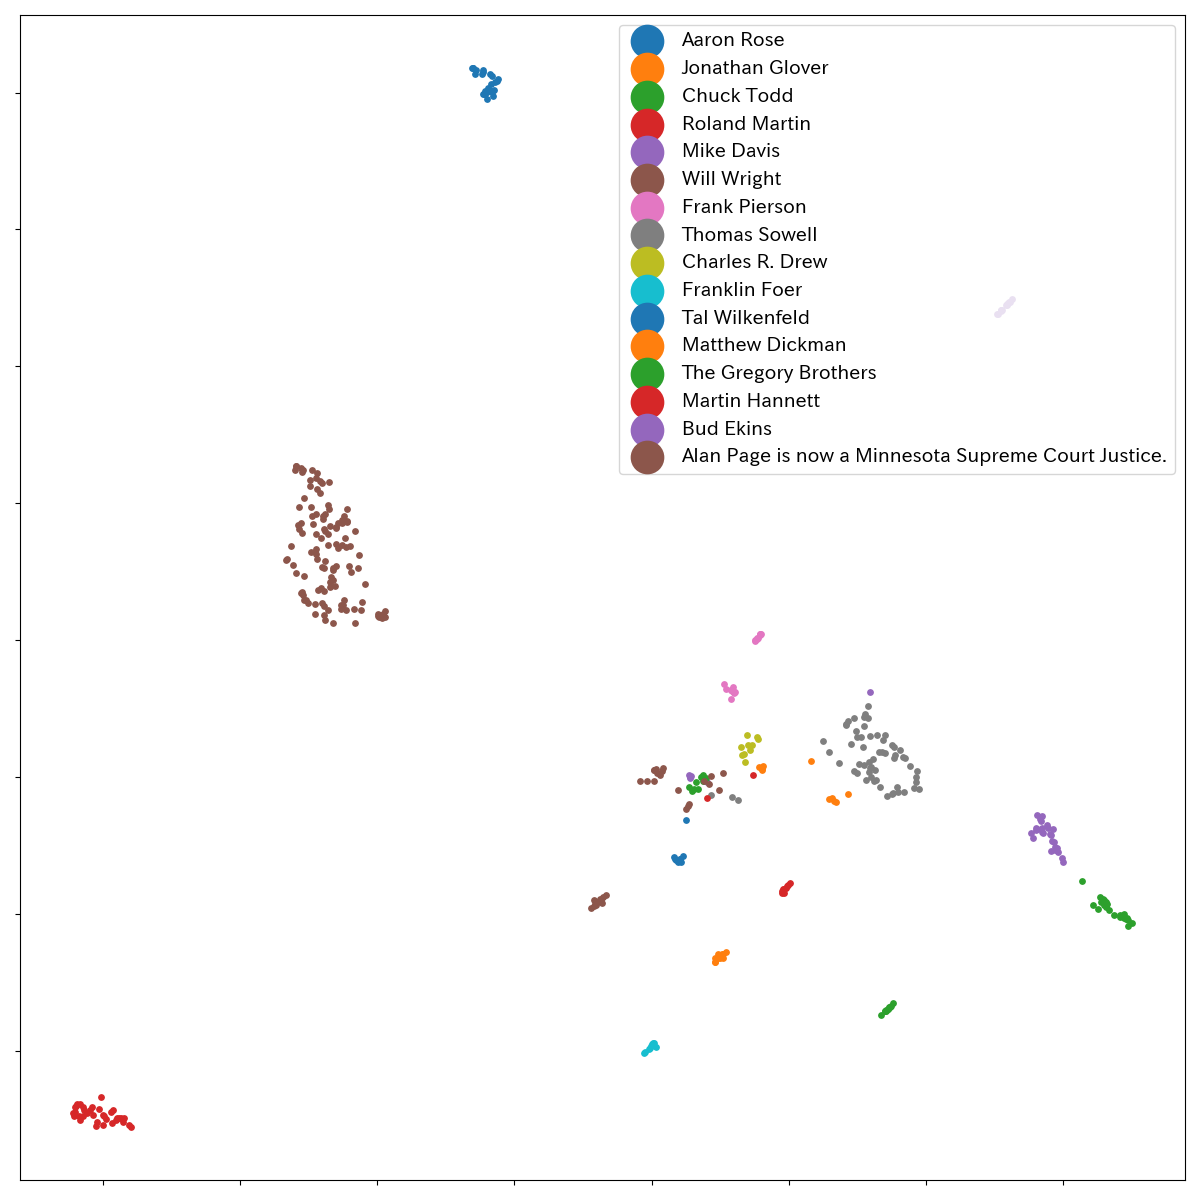 Aaron Rose
Jonathan Glover
Chuck Todd
Roland Martin
Mike Davis
Will Wright
Frank Pierson
Thomas Sowell
Charles R. Drew
Franklin Foer
Tal Wilkenfeld
Matthew Dickman
The Gregory Brothers
Martin Hannett
Bud Ekins
Alan Page is now a Minnesota Supreme Court Justice.